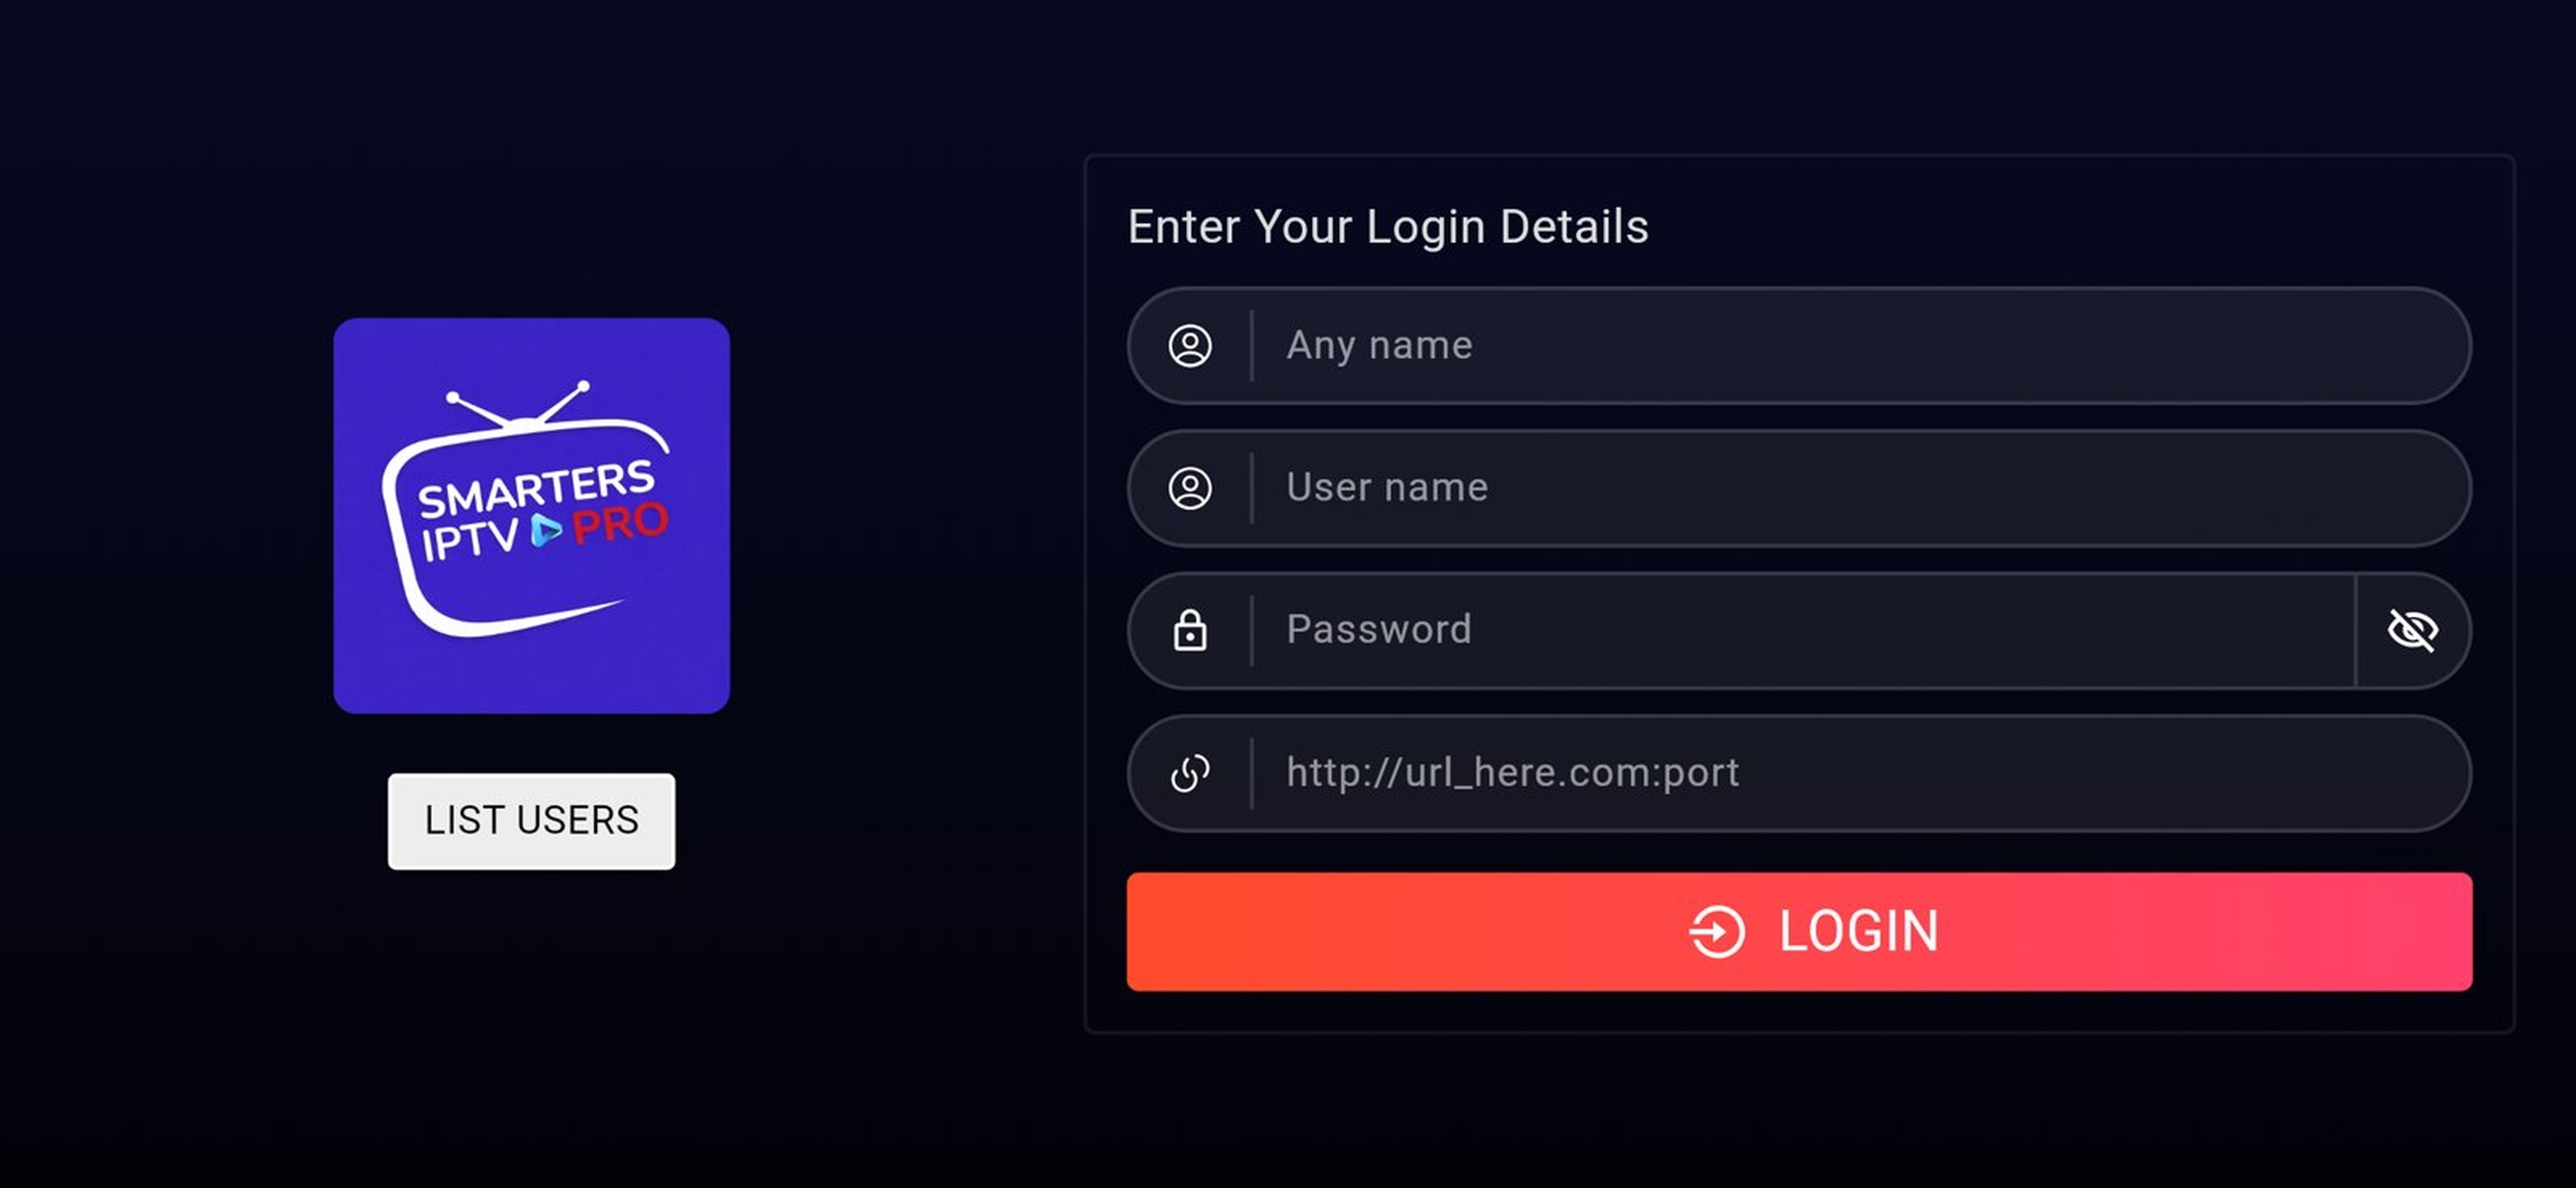 SMARTERS
IPTV PRO
LIST USERS
Enter Your Login Details
Any name
User name
Password
http://url_here.com:port
LOGIN